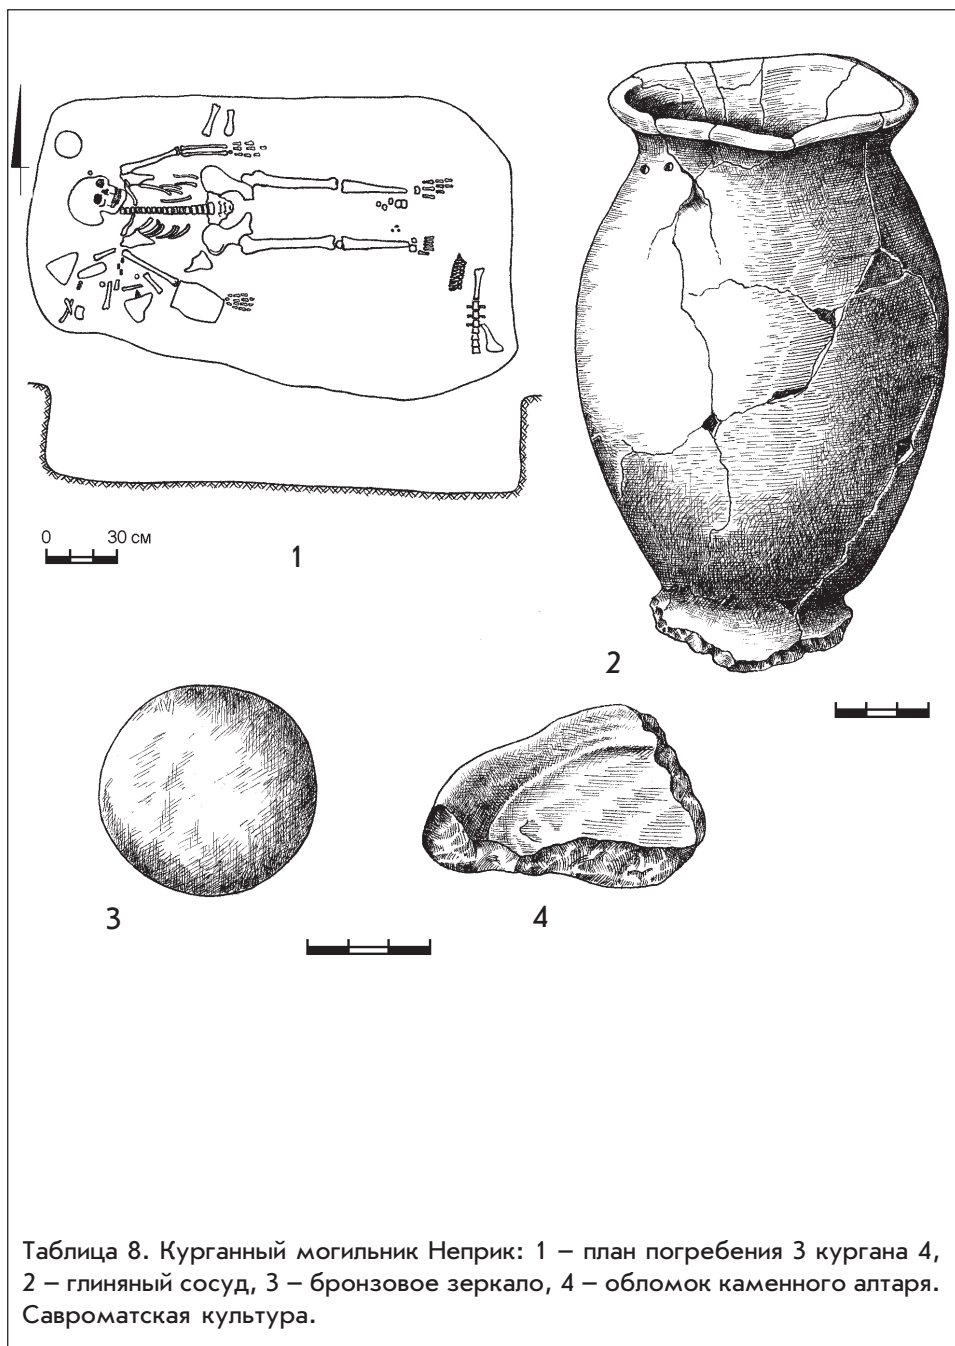 0 30 см
1
2
3
4
Таблица 8. Курганный могильник Неприк: 1 – план погребения 3 кургана 4,
2 – глиняный сосуд, 3 – бронзовое зеркало, 4 – обломок каменного алтаря.
Савроматская культура.